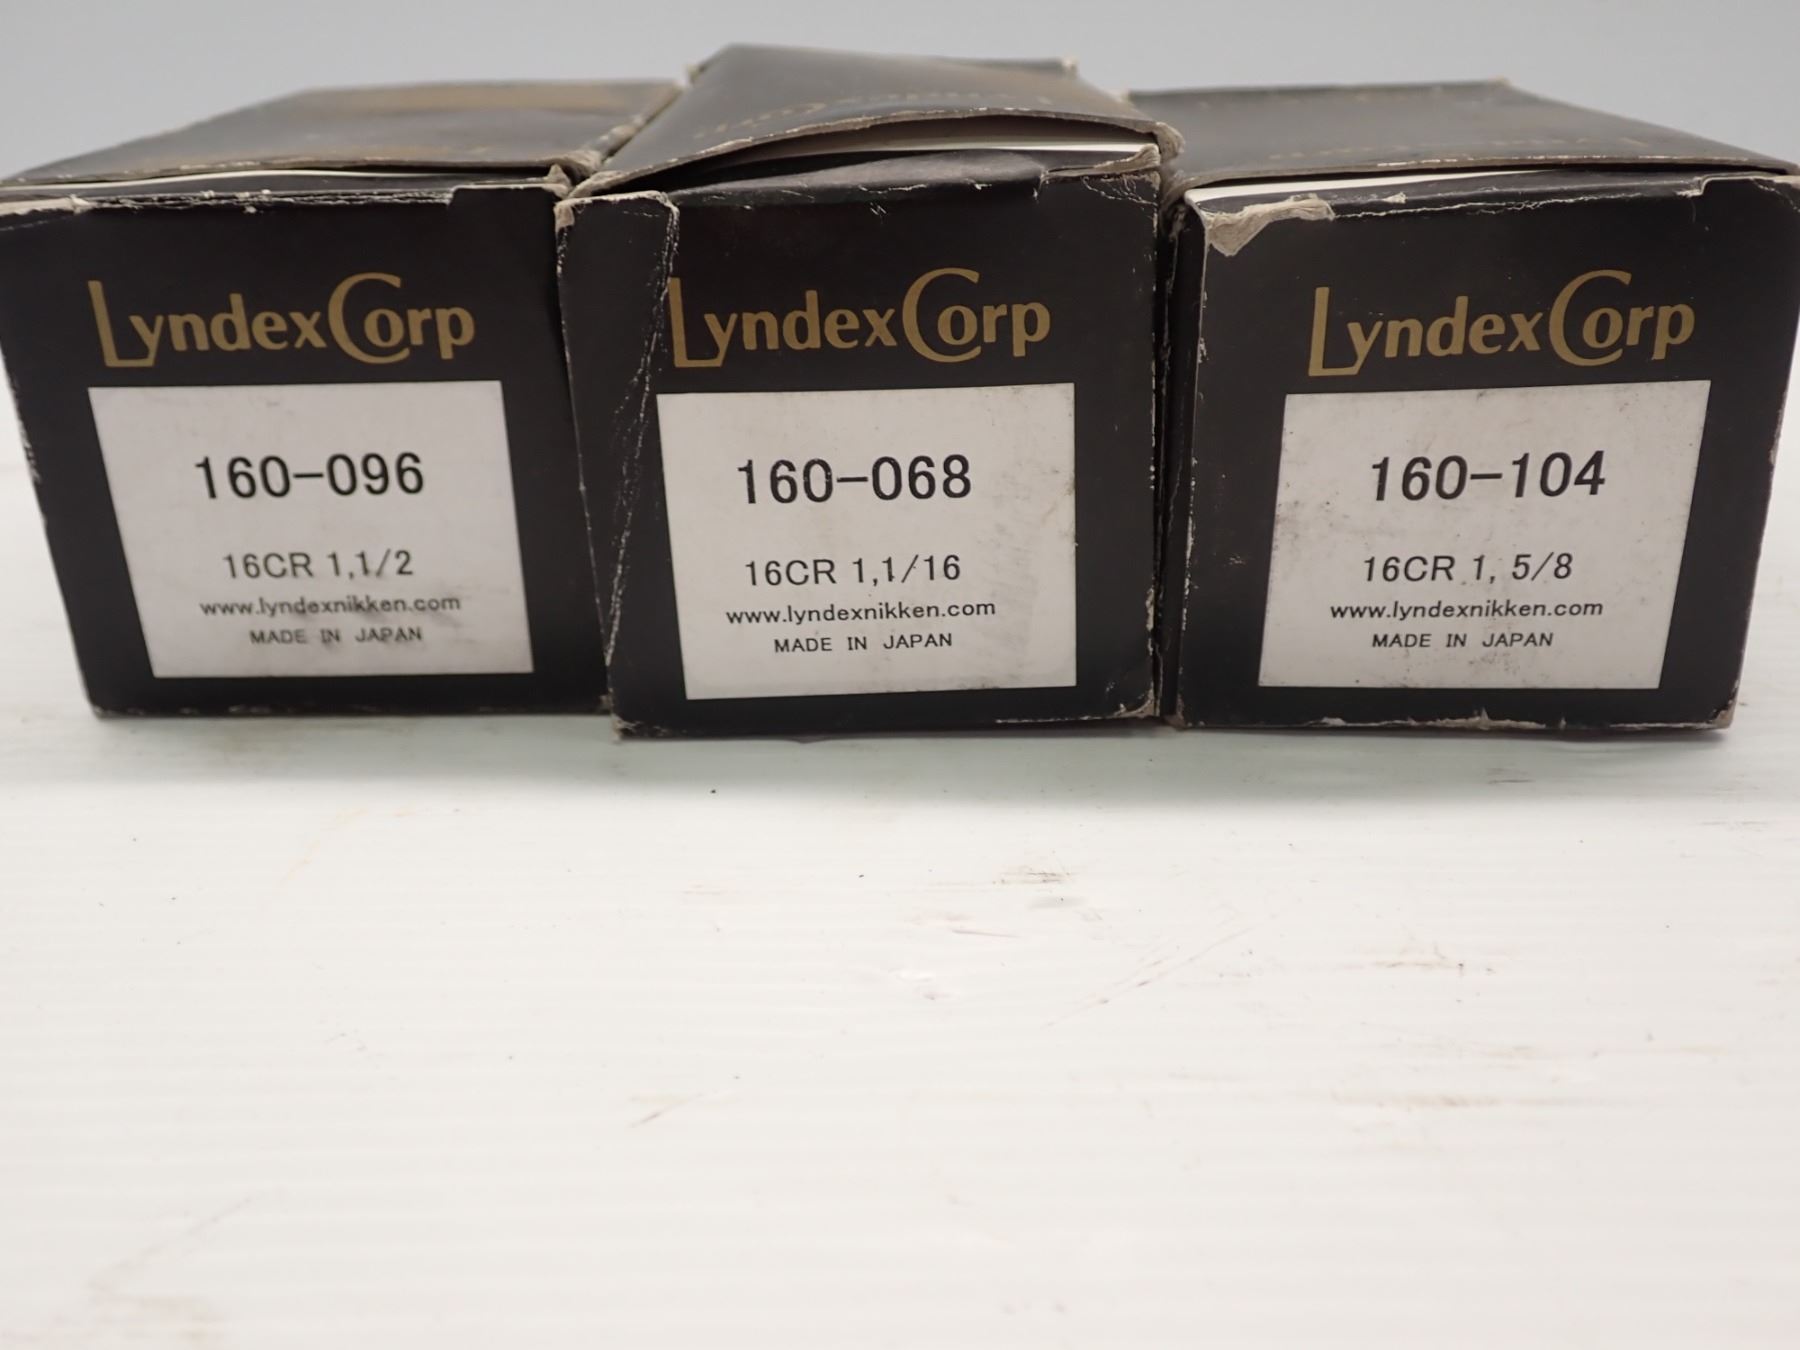 LyndexCorp
160-096
16CR 1,1/2
www.lyndexnikken.com
MADE IN JAPAN
LyndexCorp
160-068
16CR 1,1/16
www.lyndexnikken.com
MADE IN JAPAN
LyndexCorp
160-104
16CR 1, 5/8
www.lyndexnikken.com
MADE IN JAPAN